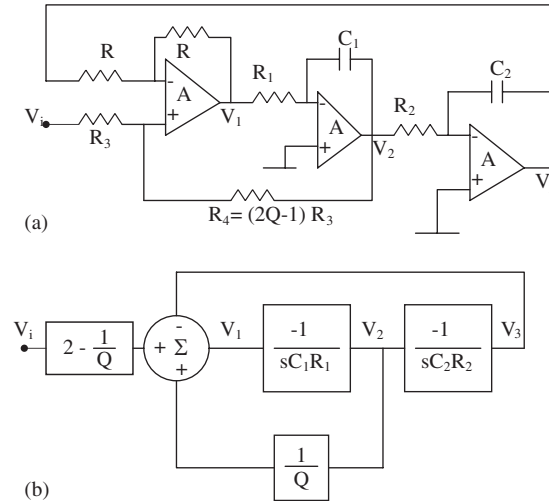 R
R
R₁
C₁
R₂
C₂
-
A
+
Vᵢ
R₃
V₁
-
A
+
V₂
-
A
+
V
R₄= (2Q-1) R₃
(a)
Vᵢ
2 - 1/Q
-
+ Σ
+
V₁
-1/sC₁R₁
V₂
-1/sC₂R₂
V₃
1/Q
(b)